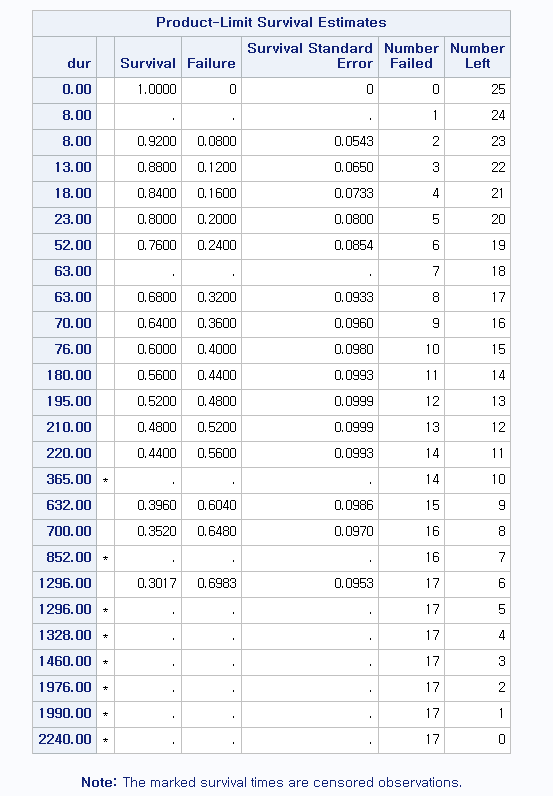 Product-Limit Survival Estimates
dur Survival Failure Survival Standard Error Number Failed Number Left
0.00 1.0000 0 0 0 25
8.00 . . . 1 24
8.00 0.9200 0.0800 0.0543 2 23
13.00 0.8800 0.1200 0.0650 3 22
18.00 0.8400 0.1600 0.0733 4 21
23.00 0.8000 0.2000 0.0800 5 20
52.00 0.7600 0.2400 0.0854 6 19
63.00 . . . 7 18
63.00 0.6800 0.3200 0.0933 8 17
70.00 0.6400 0.3600 0.0960 9 16
76.00 0.6000 0.4000 0.0980 10 15
180.00 0.5600 0.4400 0.0993 11 14
195.00 0.5200 0.4800 0.0999 12 13
210.00 0.4800 0.5200 0.0999 13 12
220.00 0.4400 0.5600 0.0993 14 11
365.00 * . . . 14 10
632.00 0.3960 0.6040 0.0986 15 9
700.00 0.3520 0.6480 0.0970 16 8
852.00 * . . . 16 7
1296.00 0.3017 0.6983 0.0953 17 6
1296.00 * . . . 17 5
1328.00 * . . . 17 4
1460.00 * . . . 17 3
1976.00 * . . . 17 2
1990.00 * . . . 17 1
2240.00 * . . . 17 0
Note: The marked survival times are censored observations.